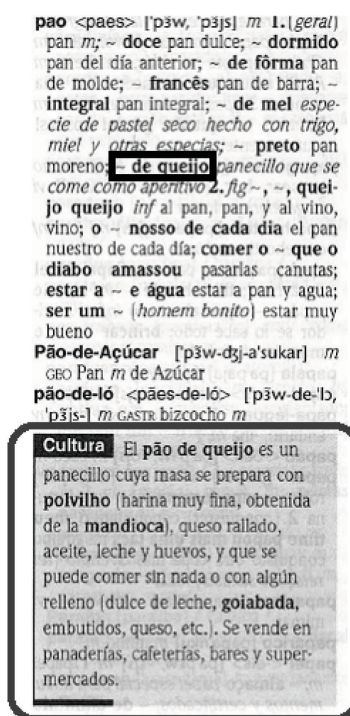 pao <paes> ['pɜ̃w, 'pɜ̃js] m 1.(geral)
pan m; ~ doce pan dulce; ~ dormido
pan del día anterior; ~ de fôrma pan
de molde; ~ francês pan de barra; ~
integral pan integral; ~ de mel espe-
cie de pastel seco hecho con trigo,
miel y otras especias; ~ preto pan
moreno; ~ de queijo panecillo que se
come como aperitivo 2. fig ~, ~, quei-
jo queijo inf al pan, pan, y al vino,
vino; o ~ nosso de cada dia el pan
nuestro de cada día; comer o ~ que o
diabo amassou pasarlas canutas;
estar a ~ e água estar a pan y agua;
ser um ~ (homem bonito) estar muy
bueno
Pão-de-Açúcar ['pɜ̃w-dʒj-a'sukar] m
GEO Pan m de Azúcar
pão-de-ló <pães-de-ló> ['pɜ̃w-de-'lɔ,
'pɜ̃js-] m GASTR bizcocho m
Cultura El pão de queijo es un
panecillo cuya masa se prepara con
polvilho (harina muy fina, obtenida
de la mandioca), queso rallado,
aceite, leche y huevos, y que se
puede comer sin nada o con algún
relleno (dulce de leche, goiabada,
embutidos, queso, etc.). Se vende en
panaderías, cafeterías, bares y super-
mercados.